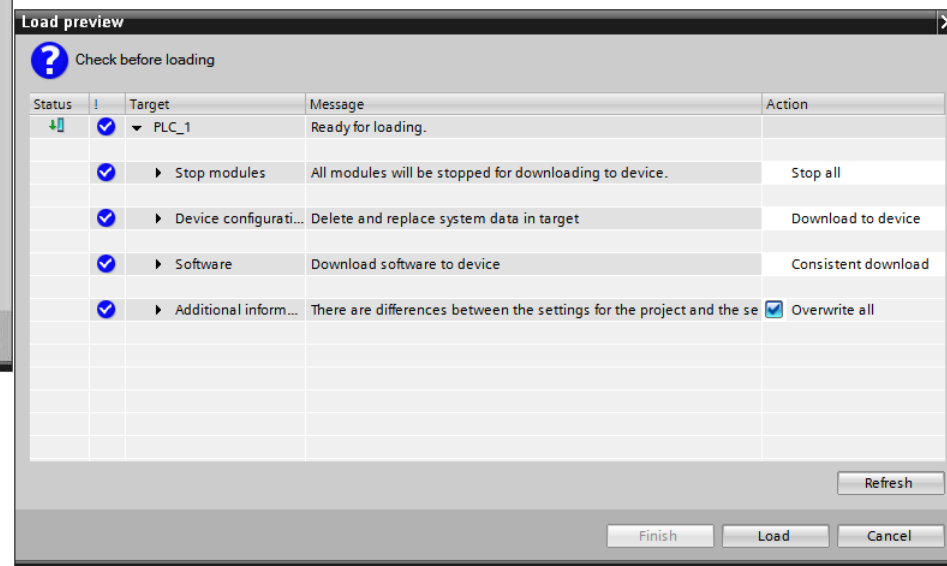 Load preview
Check before loading
Status ! Target Message Action
PLC_1 Ready for loading.
Stop modules All modules will be stopped for downloading to device. Stop all
Device configurati... Delete and replace system data in target Download to device
Software Download software to device Consistent download
Additional inform... There are differences between the settings for the project and the se Overwrite all
Refresh
Finish Load Cancel